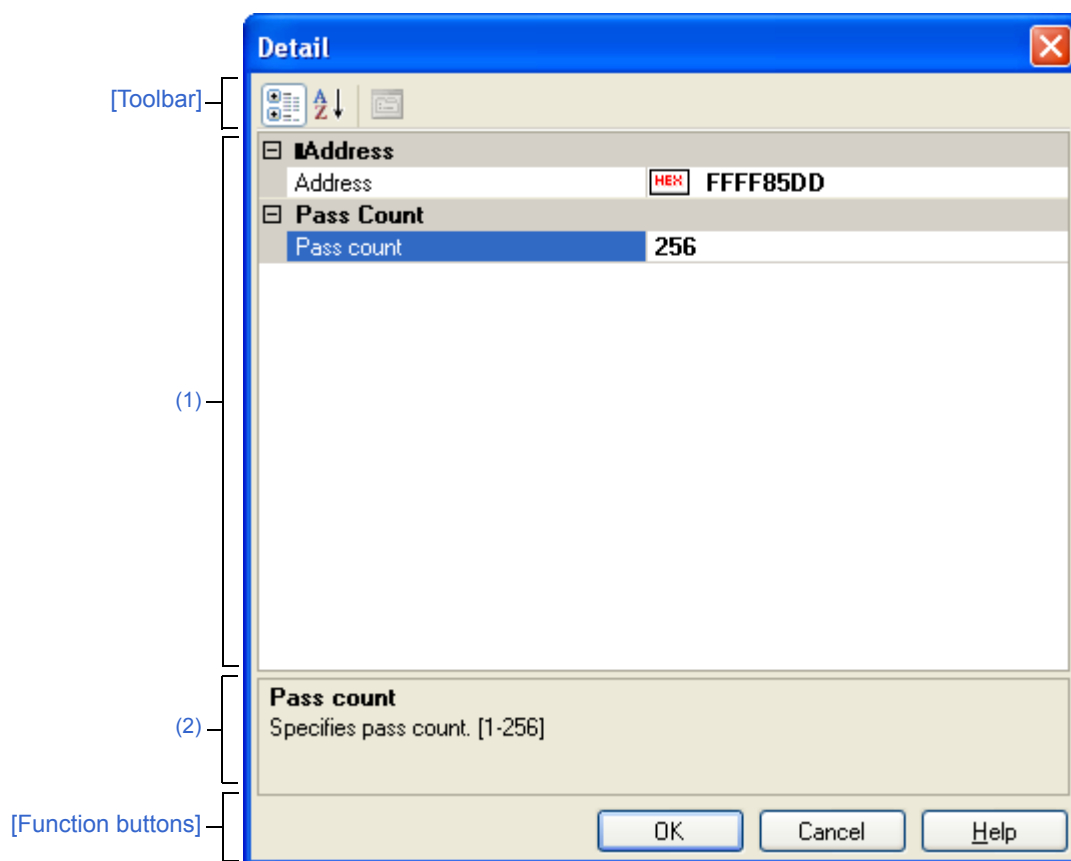 Detail
[Toolbar]
A
Z
Address
Address HEX FFFF85DD
Pass Count
Pass count 256
(1)
Pass count
Specifies pass count. [1-256]
(2)
[Function buttons]
OK Cancel Help